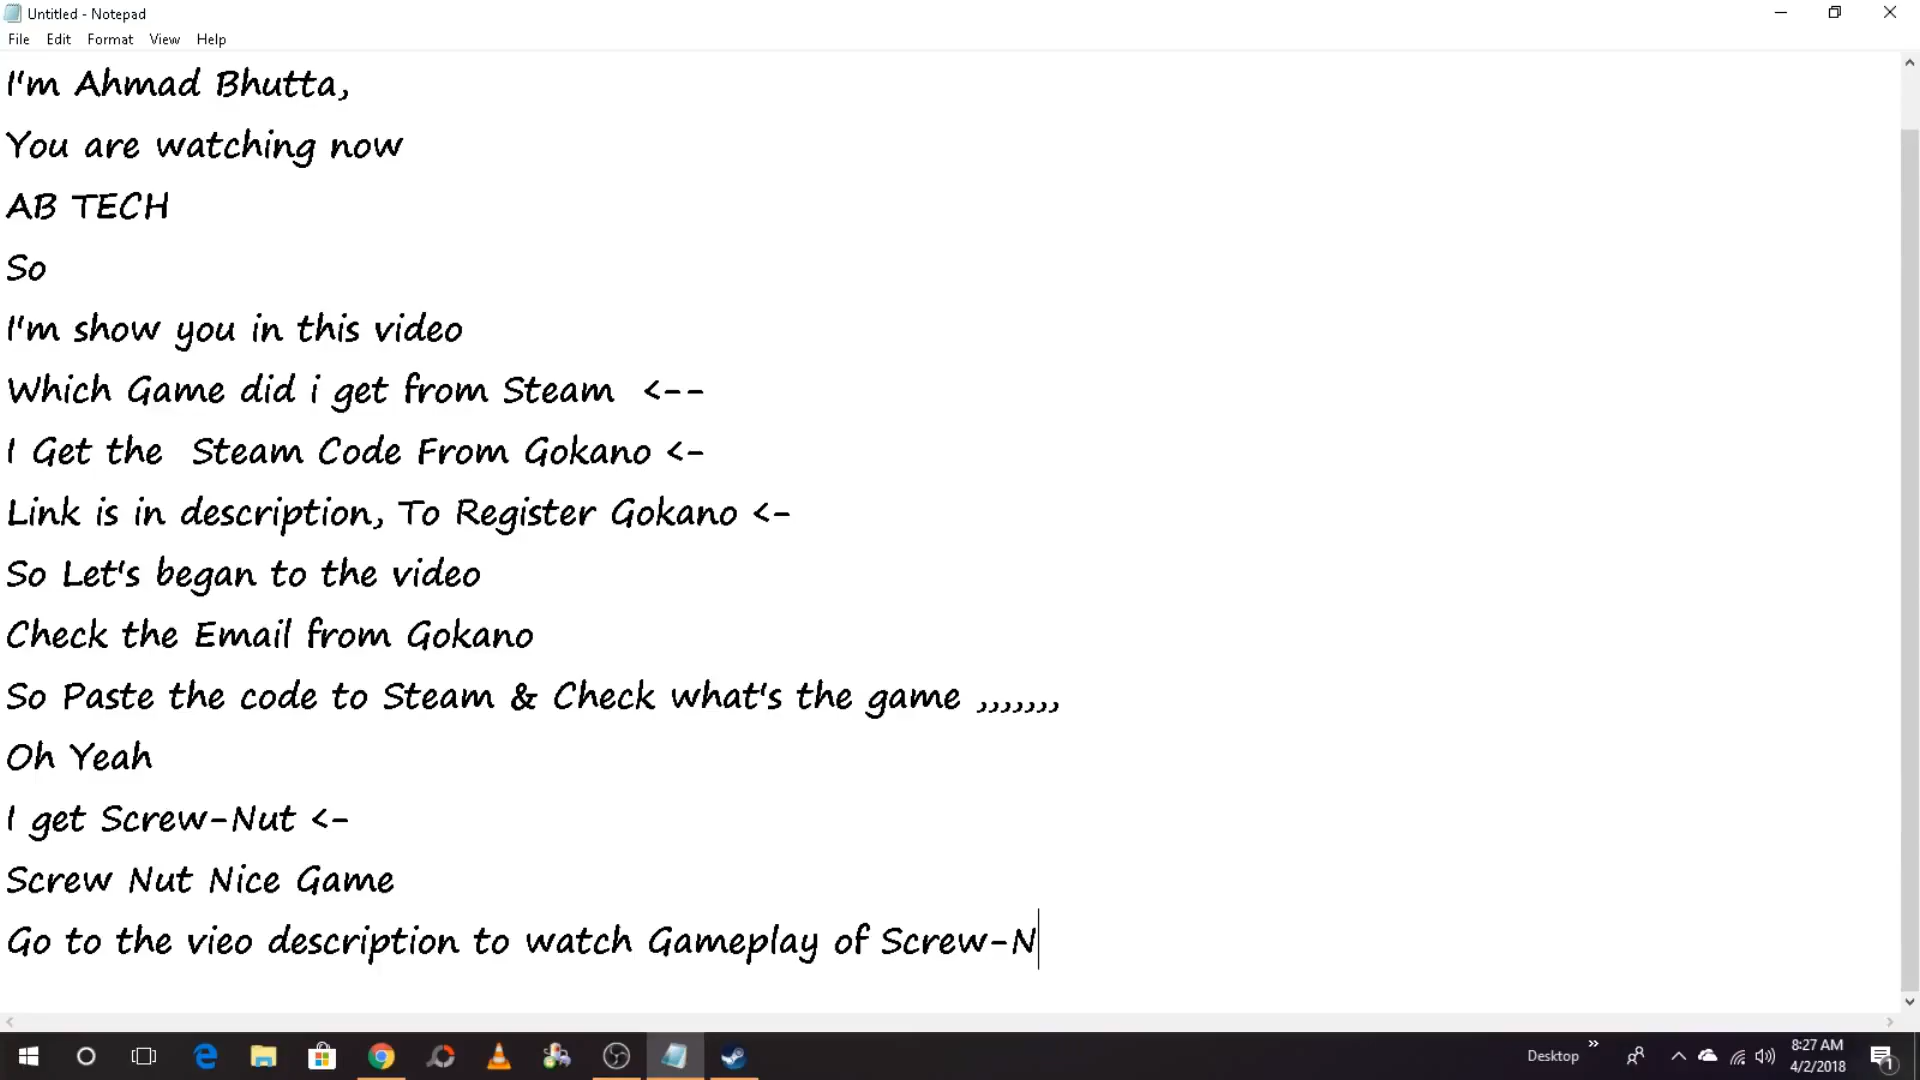 Untitled - Notepad
File Edit Format View Help
I'm Ahmad Bhutta,
You are watching now
AB TECH
So
I'm show you in this video
Which Game did i get from Steam  <--
I Get the  Steam Code From Gokano <-
Link is in description, To Register Gokano <-
So Let's began to the video
Check the Email from Gokano
So Paste the code to Steam & Check what's the game ,,,,,,,
Oh Yeah
I get Screw-Nut <-
Screw Nut Nice Game
Go to the vieo description to watch Gameplay of Screw-N
Desktop
8:27 AM
4/2/2018
1